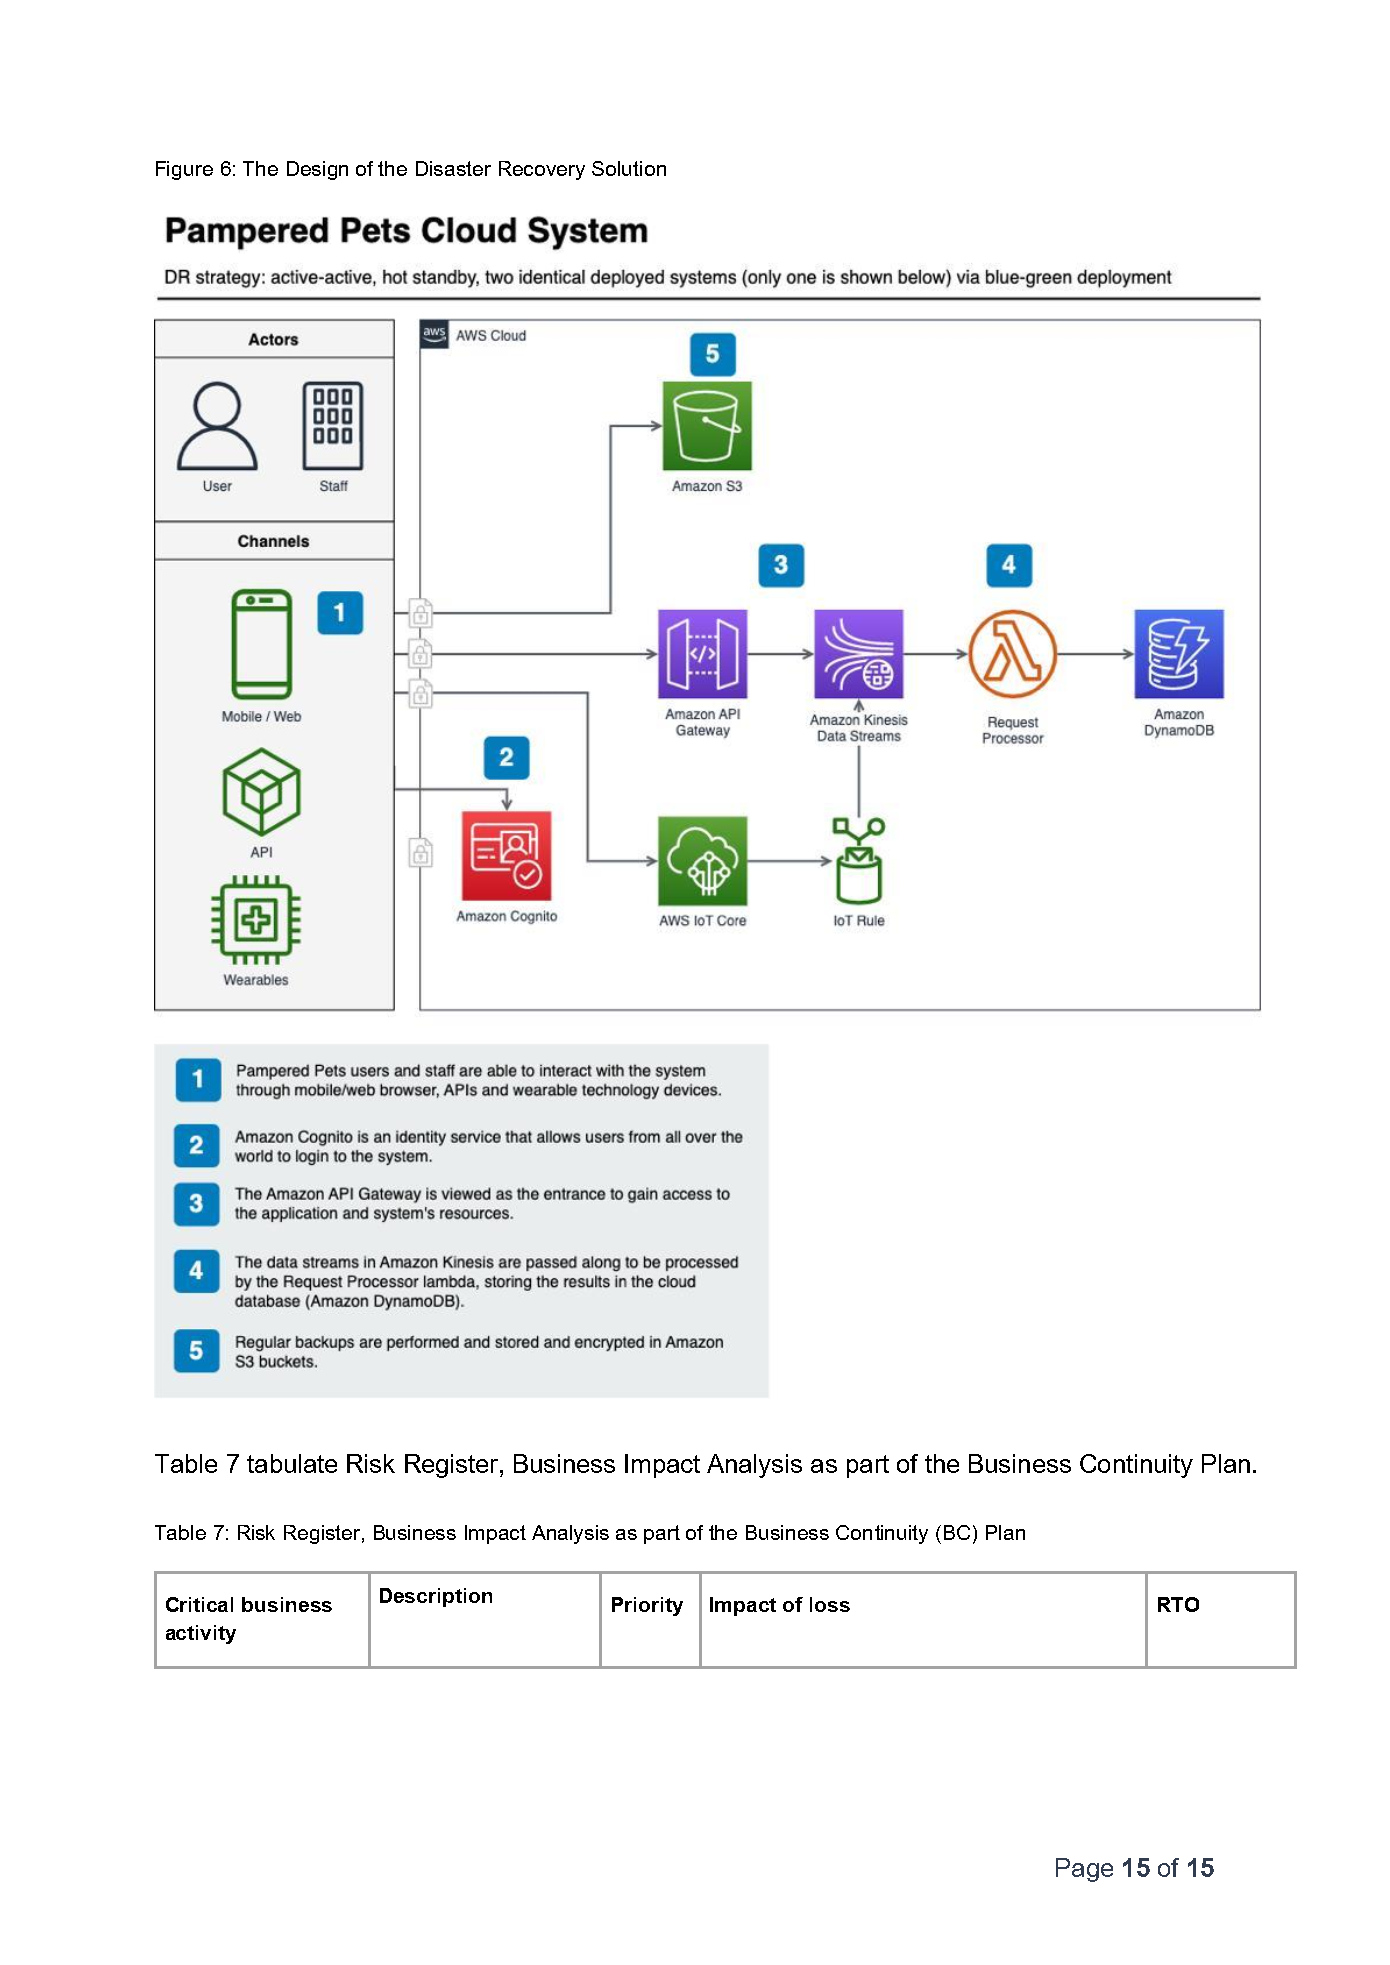 Figure 6: The Design of the Disaster Recovery Solution
Pampered Pets Cloud System
DR strategy: active-active, hot standby, two identical deployed systems (only one is shown below) via blue-green deployment
Actors
User
Staff
Channels
1
Mobile / Web
API
Wearables
aws
AWS Cloud
5
Amazon S3
3
4
Amazon API
Gateway
Amazon Kinesis
Data Streams
Request
Processor
Amazon
DynamoDB
2
Amazon Cognito
AWS IoT Core
IoT Rule
1
Pampered Pets users and staff are able to interact with the system
through mobile/web browser, APIs and wearable technology devices.
2
Amazon Cognito is an identity service that allows users from all over the
world to login to the system.
3
The Amazon API Gateway is viewed as the entrance to gain access to
the application and system's resources.
4
The data streams in Amazon Kinesis are passed along to be processed
by the Request Processor lambda, storing the results in the cloud
database (Amazon DynamoDB).
5
Regular backups are performed and stored and encrypted in Amazon
S3 buckets.
Table 7 tabulate Risk Register, Business Impact Analysis as part of the Business Continuity Plan.
Table 7: Risk Register, Business Impact Analysis as part of the Business Continuity (BC) Plan
Critical business
activity
Description
Priority
Impact of loss
RTO
Page 15 of 15